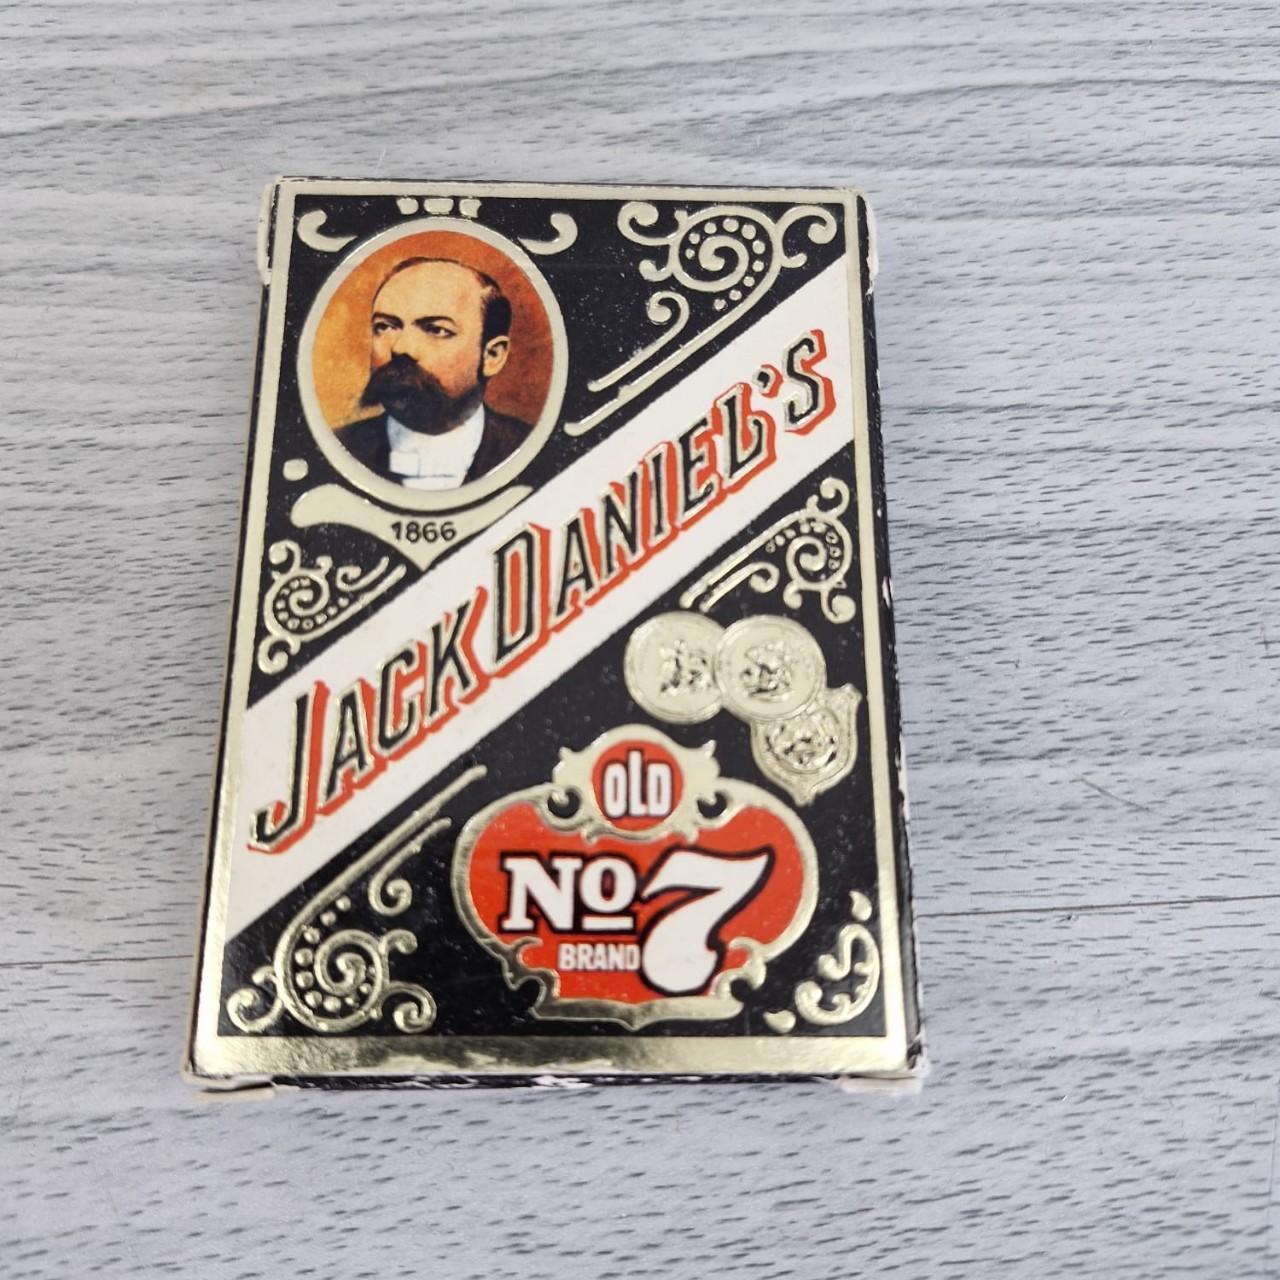 1866
JACK DANIEL'S
OLD
No 7
BRAND